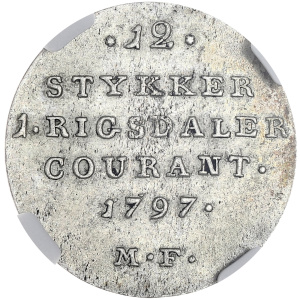 · 12 ·
STYKKER
1 · RIGSDALER
COURANT ·
· 1797 ·
M · F ·